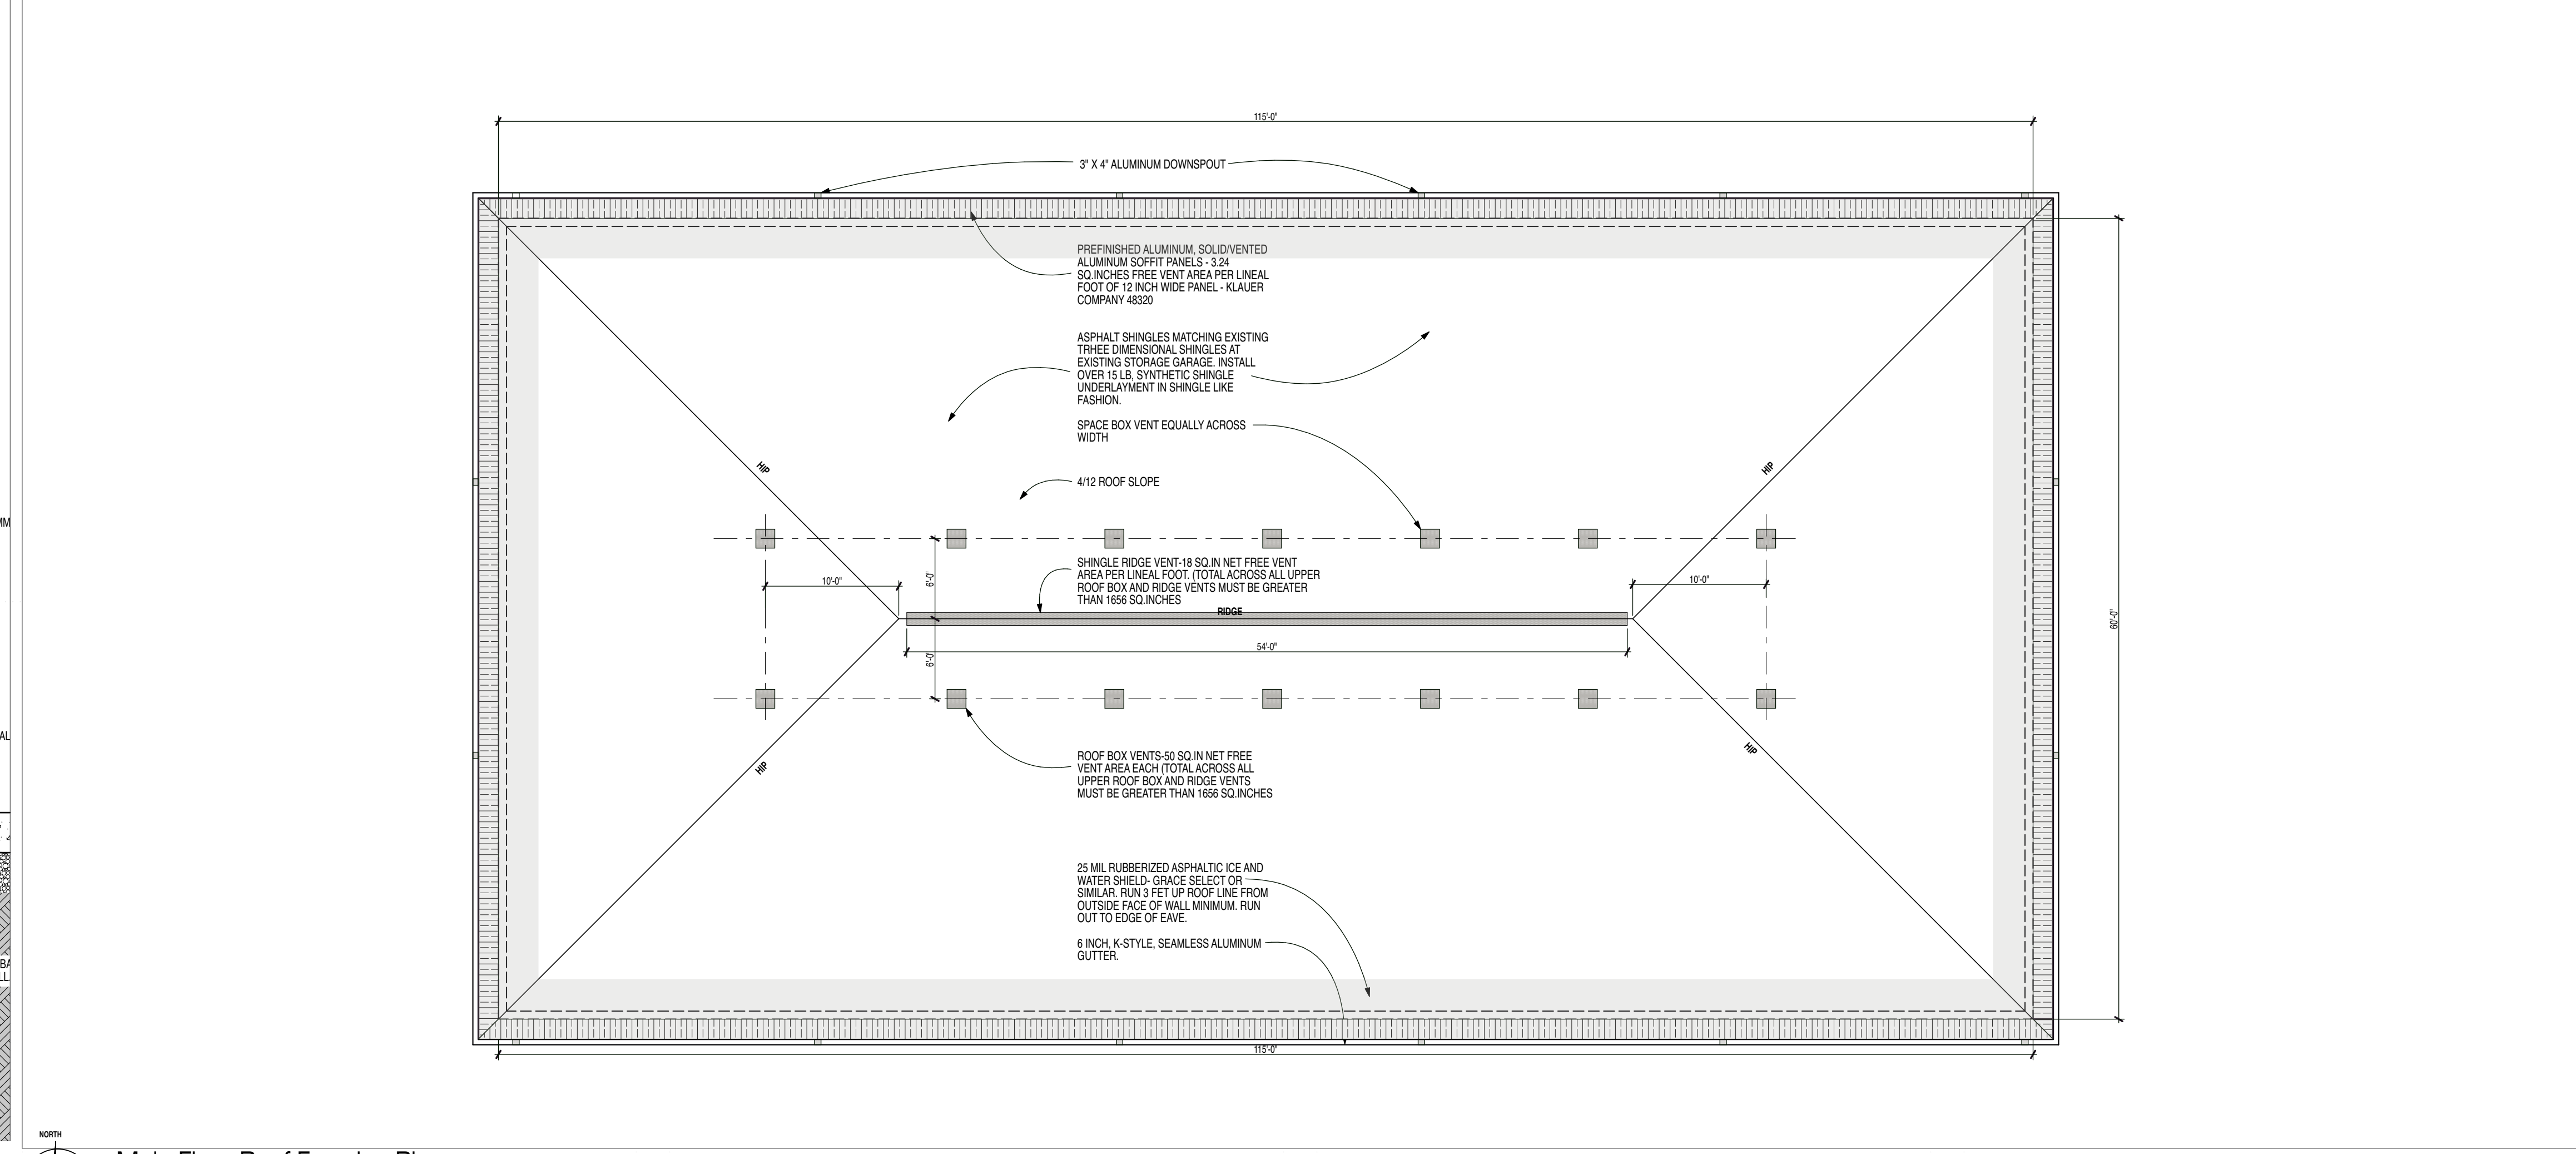 115'-0"
3" X 4" ALUMINUM DOWNSPOUT
PREFINISHED ALUMINUM, SOLID/VENTED
ALUMINUM SOFFIT PANELS - 3.24
SQ.INCHES FREE VENT AREA PER LINEAL
FOOT OF 12 INCH WIDE PANEL - KLAUER
COMPANY 48320
ASPHALT SHINGLES MATCHING EXISTING
TRHEE DIMENSIONAL SHINGLES AT
EXISTING STORAGE GARAGE. INSTALL
OVER 15 LB, SYNTHETIC SHINGLE
UNDERLAYMENT IN SHINGLE LIKE
FASHION.
SPACE BOX VENT EQUALLY ACROSS
WIDTH
HIP
HIP
4/12 ROOF SLOPE
SHINGLE RIDGE VENT-18 SQ.IN NET FREE VENT
AREA PER LINEAL FOOT. (TOTAL ACROSS ALL UPPER
ROOF BOX AND RIDGE VENTS MUST BE GREATER
THAN 1656 SQ.INCHES
10'-0"
6'-0"
10'-0"
RIDGE
60'-0"
54'-0"
6'-0"
HIP
HIP
ROOF BOX VENTS-50 SQ.IN NET FREE
VENT AREA EACH (TOTAL ACROSS ALL
UPPER ROOF BOX AND RIDGE VENTS
MUST BE GREATER THAN 1656 SQ.INCHES
25 MIL RUBBERIZED ASPHALTIC ICE AND
WATER SHIELD- GRACE SELECT OR
SIMILAR. RUN 3 FET UP ROOF LINE FROM
OUTSIDE FACE OF WALL MINIMUM. RUN
OUT TO EDGE OF EAVE.
6 INCH, K-STYLE, SEAMLESS ALUMINUM
GUTTER.
115'-0"
NORTH